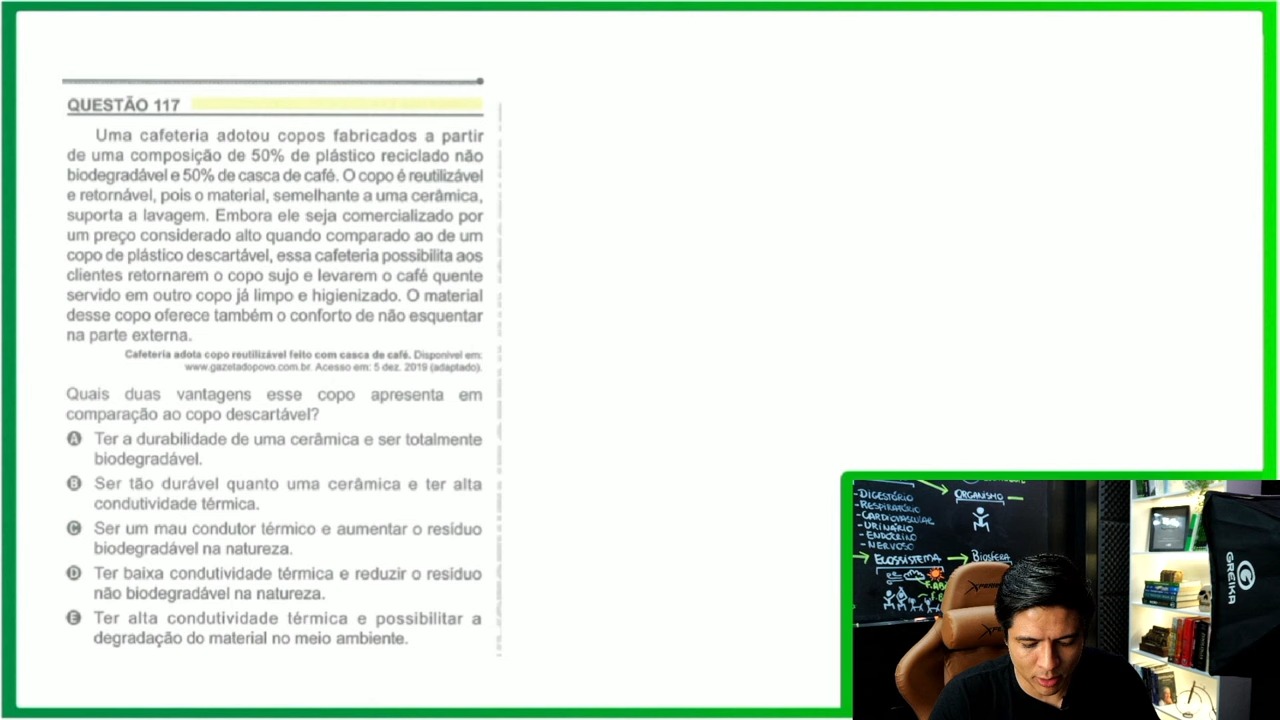 QUESTÃO 117
Uma cafeteria adotou copos fabricados a partir
de uma composição de 50% de plástico reciclado não
biodegradável e 50% de casca de café. O copo é reutilizável
e retornável, pois o material, semelhante a uma cerâmica,
suporta a lavagem. Embora ele seja comercializado por
um preço considerado alto quando comparado ao de um
copo de plástico descartável, essa cafeteria possibilita aos
clientes retornarem o copo sujo e levarem o café quente
servido em outro copo já limpo e higienizado. O material
desse copo oferece também o conforto de não esquentar
na parte externa.
Cafeteria adota copo reutilizável feito com casca de café. Disponível em:
www.gazetadopovo.com.br. Acesso em: 5 dez. 2019 (adaptado).
Quais duas vantagens esse copo apresenta em
comparação ao copo descartável?
A Ter a durabilidade de uma cerâmica e ser totalmente
biodegradável.
B Ser tão durável quanto uma cerâmica e ter alta
condutividade térmica.
C Ser um mau condutor térmico e aumentar o resíduo
biodegradável na natureza.
D Ter baixa condutividade térmica e reduzir o resíduo
não biodegradável na natureza.
E Ter alta condutividade térmica e possibilitar a
degradação do material no meio ambiente.
-DIGESTÓRIO
-RESPIRATÓRIO
-CARDIOVASCULAR
-URINÁRIO
-ENDÓCRINO
-NERVOSO
ORGANISMO
ECOSSISTEMA
BIOSFERA
GREIKA